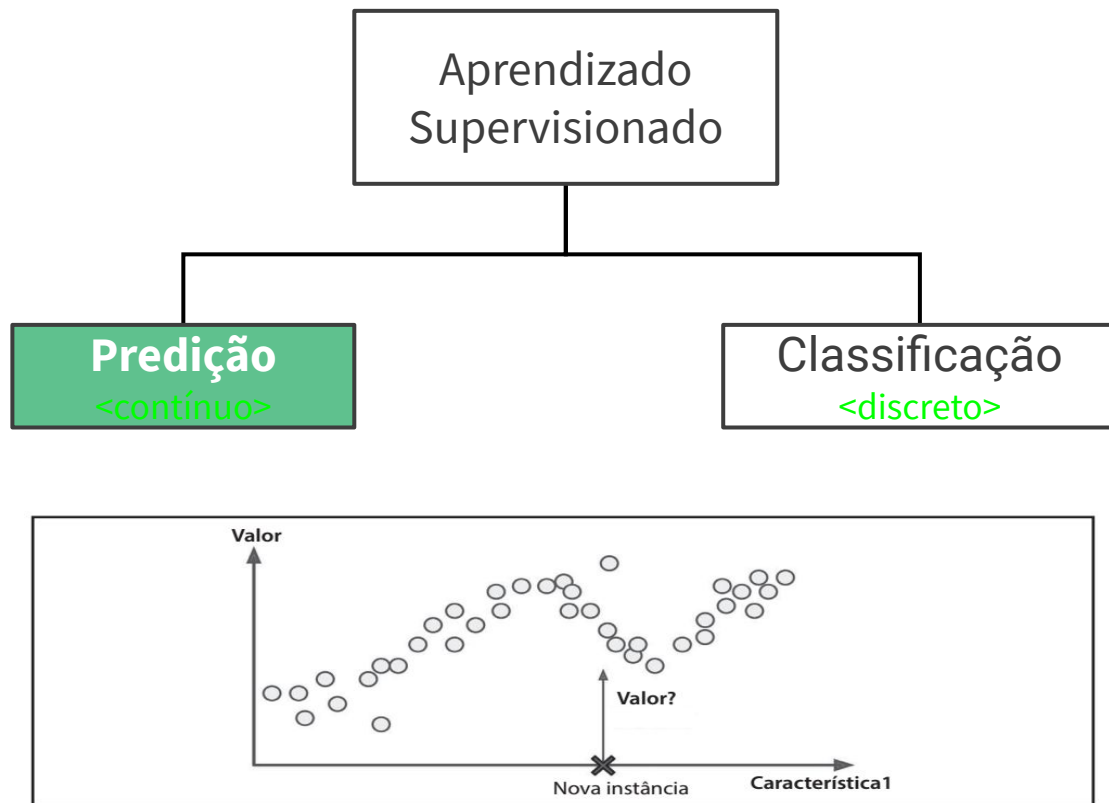 Aprendizado
Supervisionado
Predição
<contínuo>
Classificação
<discreto>
Valor
Valor?
Nova instância
Característica1